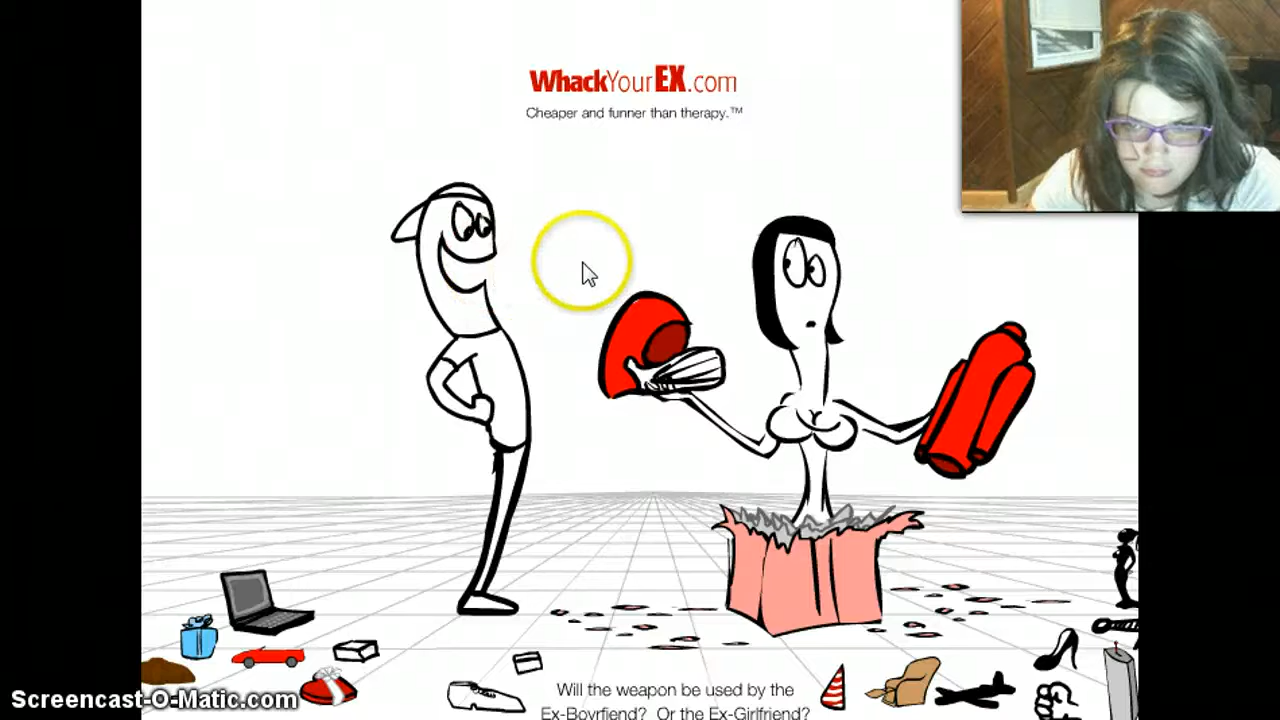 WhackYourEX.com
Cheaper and funner than therapy.™
Will the weapon be used by the
Ex-Boyrfiend? Or the Ex-Girlfriend?
Screencast-O-Matic.com